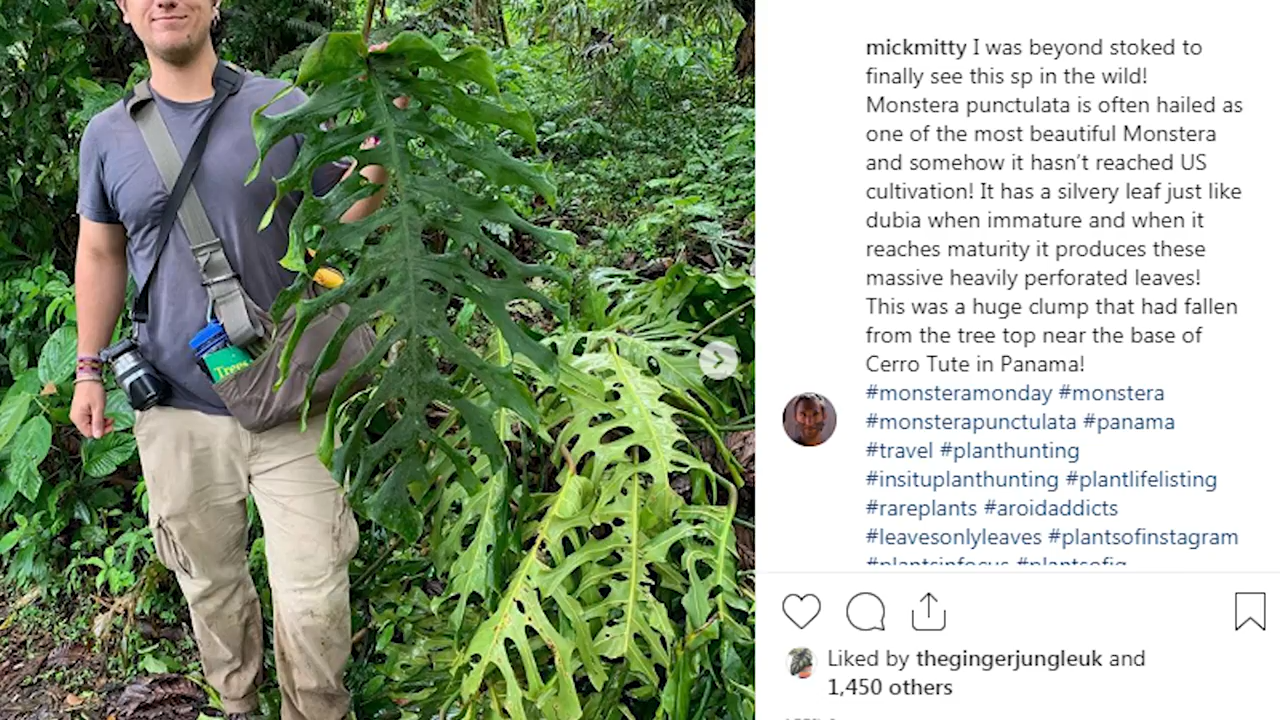 Trees
mickmitty I was beyond stoked to
finally see this sp in the wild!
Monstera punctulata is often hailed as
one of the most beautiful Monstera
and somehow it hasn’t reached US
cultivation! It has a silvery leaf just like
dubia when immature and when it
reaches maturity it produces these
massive heavily perforated leaves!
This was a huge clump that had fallen
from the tree top near the base of
Cerro Tute in Panama!
#monsteramonday #monstera
#monsterapunctulata #panama
#travel #planthunting
#insituplanthunting #plantlifelisting
#rareplants #aroidaddicts
#leavesonlyleaves #plantsofinstagram
#plantsinfocus #plantsofig
Liked by thegingerjungleuk and
1,450 others